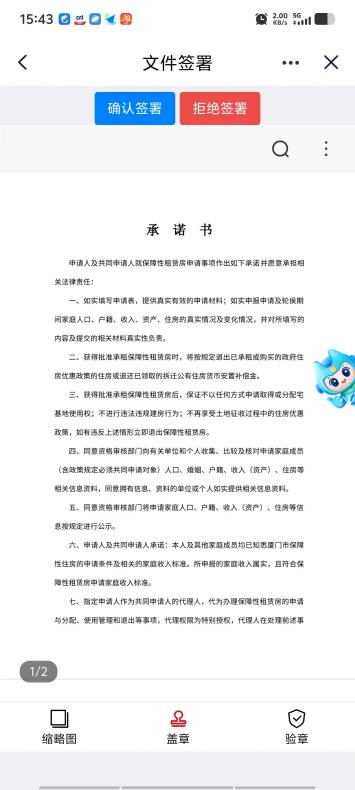 15:43
2.00
KB/s
5G
文件签署
确认签署
拒绝签署
承 诺 书
申请人及共同申请人就保障性租赁房申请事项作出如下承诺并愿意承担相
关法律责任：
一、如实填写申请表，提供真实有效的申请材料；如实申报申请及轮侯期
间家庭人口、户籍、收入、资产、住房的真实情况及变化情况，并对所填写的
内容及提交的相关材料真实性负责。
二、获得批准承租保障性租赁房时，将按规定退出已承租或购买的政府住
房优惠政策的住房或退还已领取的拆迁公有住房货币安置补偿金。
三、获得批准承租保障性租赁房后，保证不以任何方式申请取得或分配宅
基地使用权；不进行违法违规建房行为；不再享受土地征收过程中的住房优惠
政策，如有违反上述情形立即退出保障性租赁房。
四、同意资格审核部门向有关单位和个人收集、比较及核对申请家庭成员
（含政策规定必须共同申请对象）人口、婚姻、户籍、收入（资产）、住房等
相关信息资料，同意拥有信息、资料的单位或个人如实提供相关信息资料。
五、同意资格审核部门将申请家庭人口、户籍、收入（资产）、住房等信
息按规定进行公示。
六、申请人及共同申请人承诺：本人及其他家庭成员均已知悉厦门市保障
性住房的申请条件及相关的家庭收入标准。所申报的家庭收入属实，且符合保
障性租赁房申请家庭收入标准。
七、指定申请人作为共同申请人的代理人，代为办理保障性租赁房的申请
与分配、使用管理和退出等事项，代理权限为特别授权，代理人在处理前述事
1/2
缩略图
盖章
验章